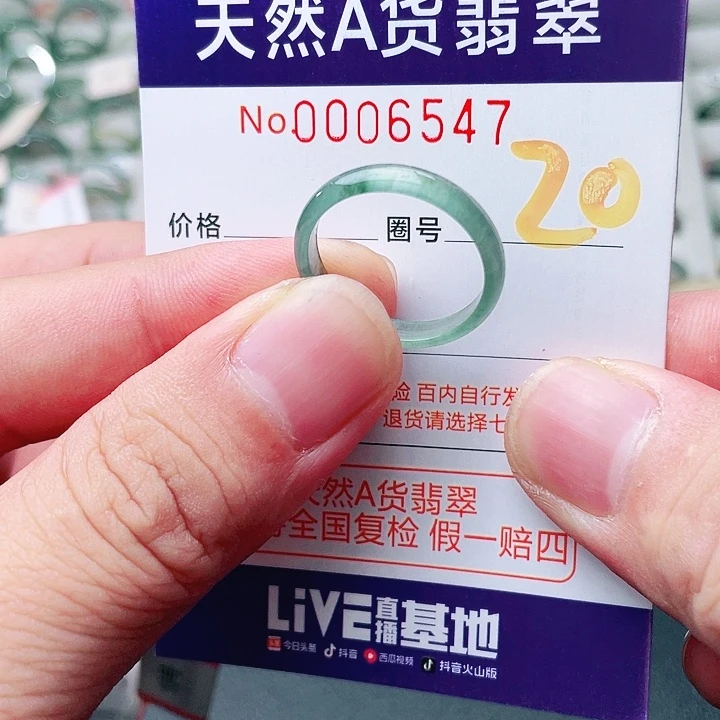 天然A货翡翠
No.0006547
20
价格 圈号
险 百内自行发
退货请选择七
天然A货翡翠
全国复检 假一赔四
LIVE直播基地
今日头条 抖音 西瓜视频 抖音火山版